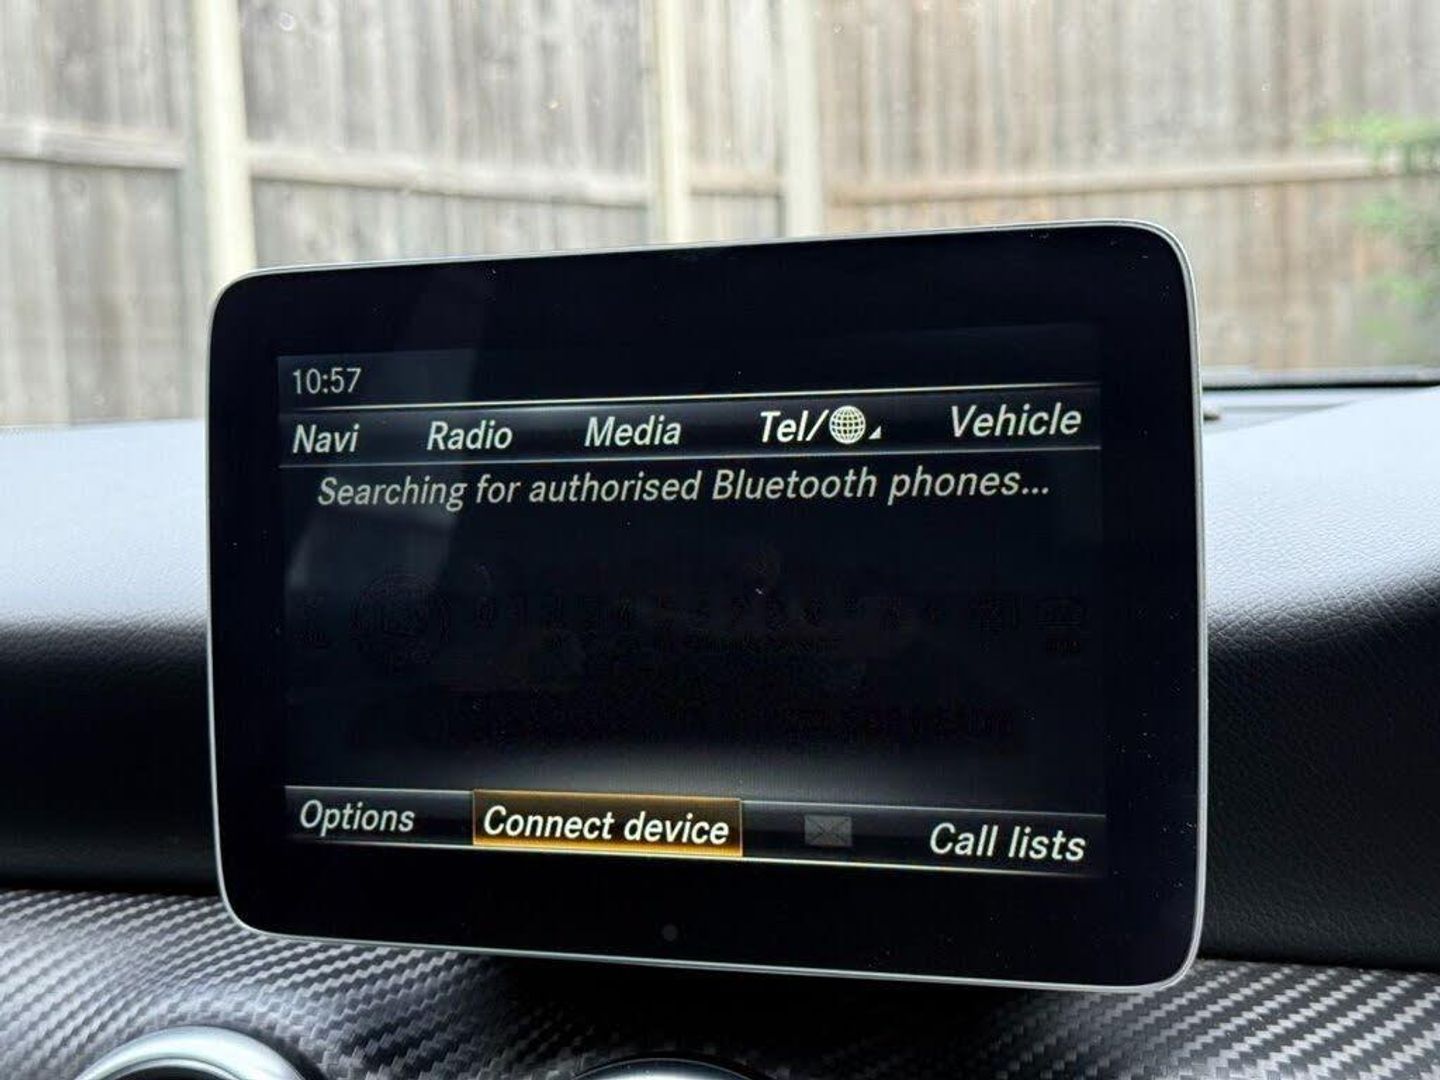 10:57
Navi Radio Media Tel/ Vehicle
Searching for authorised Bluetooth phones...
Options Connect device Call lists